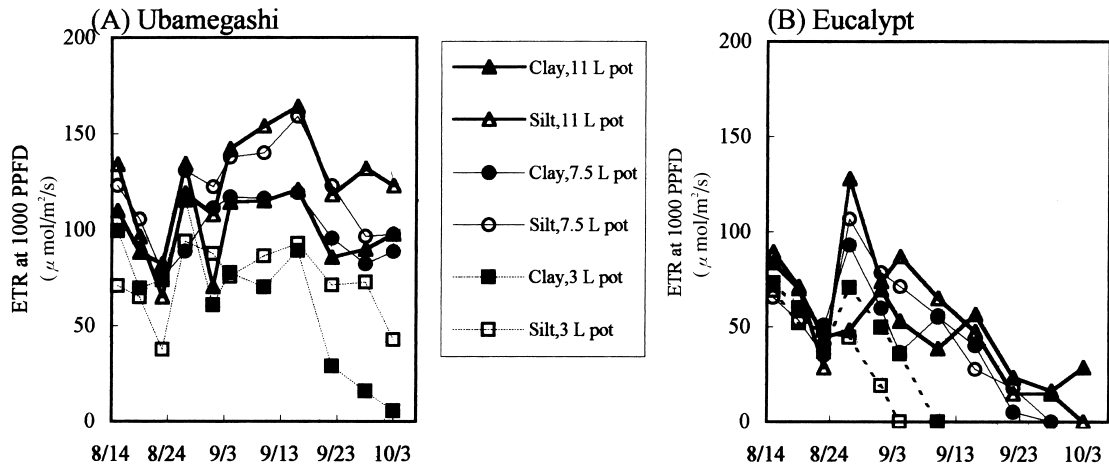 (A) Ubamegashi
200
150
100
50
0
ETR at 1000 PPFD
(μ mol/m²/s)
8/14 8/24 9/3 9/13 9/23 10/3
Clay,11 L pot
Silt,11 L pot
Clay,7.5 L pot
Silt,7.5 L pot
Clay,3 L pot
Silt,3 L pot
(B) Eucalypt
200
150
100
50
0
ETR at 1000 PPFD
(μ mol/m²/s)
8/14 8/24 9/3 9/13 9/23 10/3